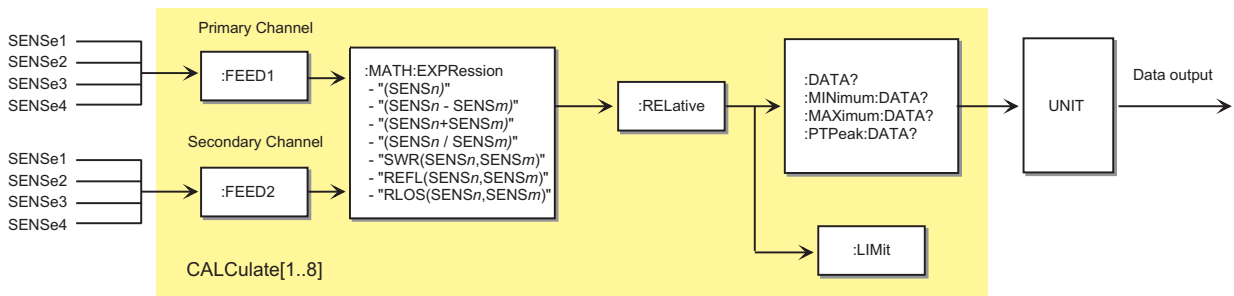 Primary Channel
SENSe1
SENSe2
SENSe3
SENSe4
:FEED1
Secondary Channel
SENSe1
SENSe2
SENSe3
SENSe4
:FEED2
:MATH:EXPRession
- "(SENSn)"
- "(SENSn - SENSm)"
- "(SENSn+SENSm)"
- "(SENSn / SENSm)"
- "SWR(SENSn,SENSm)"
- "REFL(SENSn,SENSm)"
- "RLOS(SENSn,SENSm)"
:RELative
:DATA?
:MINimum:DATA?
:MAXimum:DATA?
:PTPeak:DATA?
:LIMit
UNIT
Data output
CALCulate[1..8]